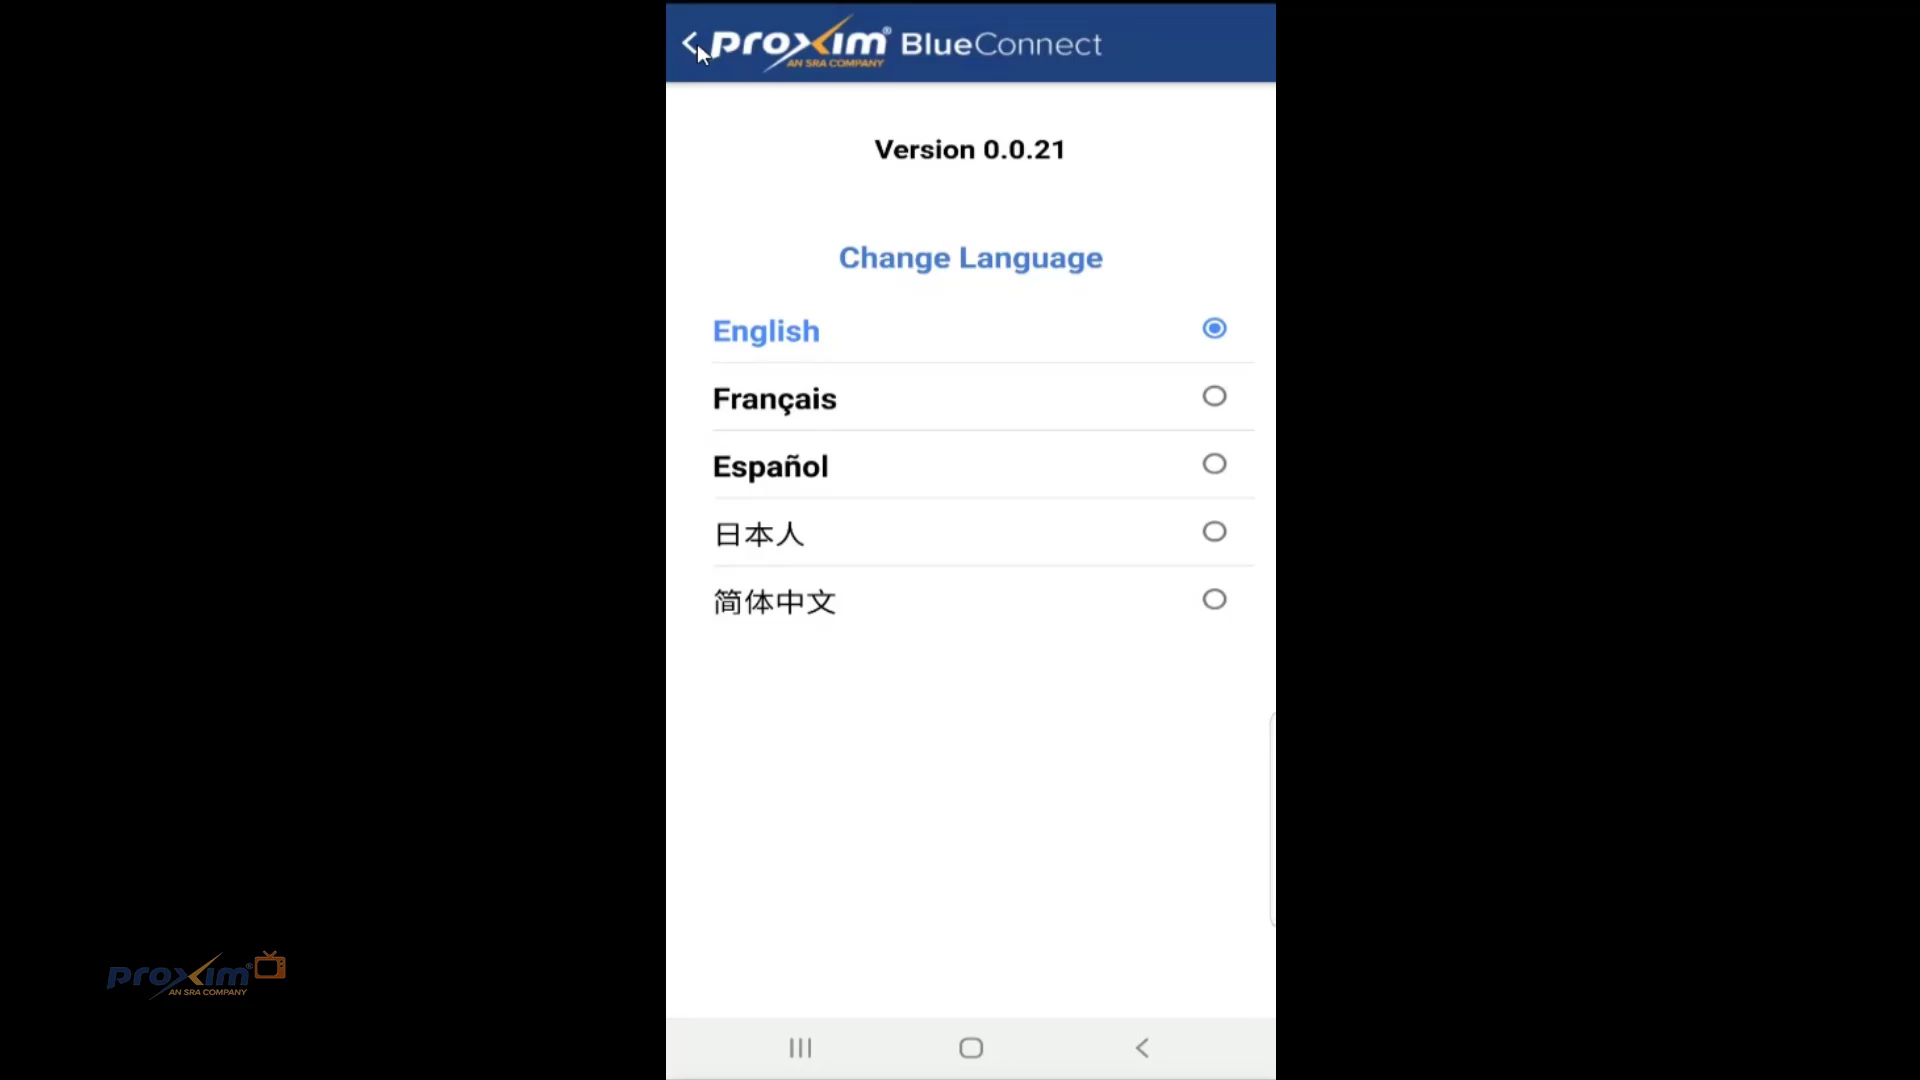 proxim® BlueConnect
AN SRA COMPANY
Version 0.0.21
Change Language
English
Français
Español
日本人
简体中文
proxim®
AN SRA COMPANY